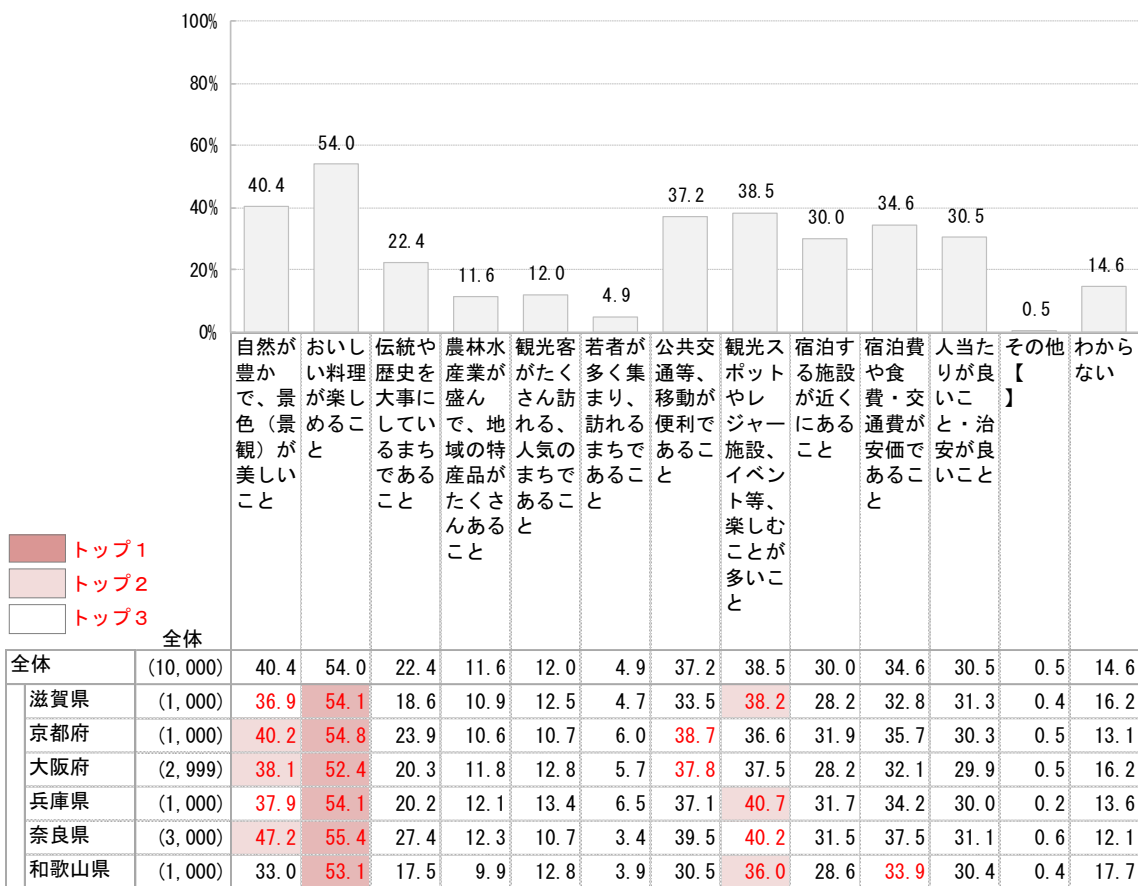 100%
80%
60%
40%
20%
0%
40.4
54.0
22.4
11.6
12.0
4.9
37.2
38.5
30.0
34.6
30.5
0.5
14.6
自然が
豊か
で、景
色（景
観）が
美しい
こと
おいし
い料理
が楽し
めるこ
と
伝統や
歴史を
大事に
してい
るまち
である
こと
農林水
産業が
盛ん
で、地
域の特
産品が
たくさ
んある
こと
観光客
がたく
さん訪
れる、
人気の
まちで
あるこ
と
若者が
多く集
まり、
訪れる
まちで
あるこ
と
公共交
通等、
移動が
便利で
あるこ
と
観光ス
ポット
やレ
ジャー
施設、
イベン
ト等、
楽しむ
ことが
多いこ
と
宿泊す
る施設
が近く
にある
こと
宿泊費
や食
費・交
通費が
安価で
あるこ
と
人当た
りが良
いこ
と・治
安が良
いこと
その他
【
】
わから
ない
トップ１
トップ２
トップ３
全体
全体 (10,000) 40.4 54.0 22.4 11.6 12.0 4.9 37.2 38.5 30.0 34.6 30.5 0.5 14.6
滋賀県 (1,000) 36.9 54.1 18.6 10.9 12.5 4.7 33.5 38.2 28.2 32.8 31.3 0.4 16.2
京都府 (1,000) 40.2 54.8 23.9 10.6 10.7 6.0 38.7 36.6 31.9 35.7 30.3 0.5 13.1
大阪府 (2,999) 38.1 52.4 20.3 11.8 12.8 5.7 37.8 37.5 28.2 32.1 29.9 0.5 16.2
兵庫県 (1,000) 37.9 54.1 20.2 12.1 13.4 6.5 37.1 40.7 31.7 34.2 30.0 0.2 13.6
奈良県 (3,000) 47.2 55.4 27.4 12.3 10.7 3.4 39.5 40.2 31.5 37.5 31.1 0.6 12.1
和歌山県 (1,000) 33.0 53.1 17.5 9.9 12.8 3.9 30.5 36.0 28.6 33.9 30.4 0.4 17.7